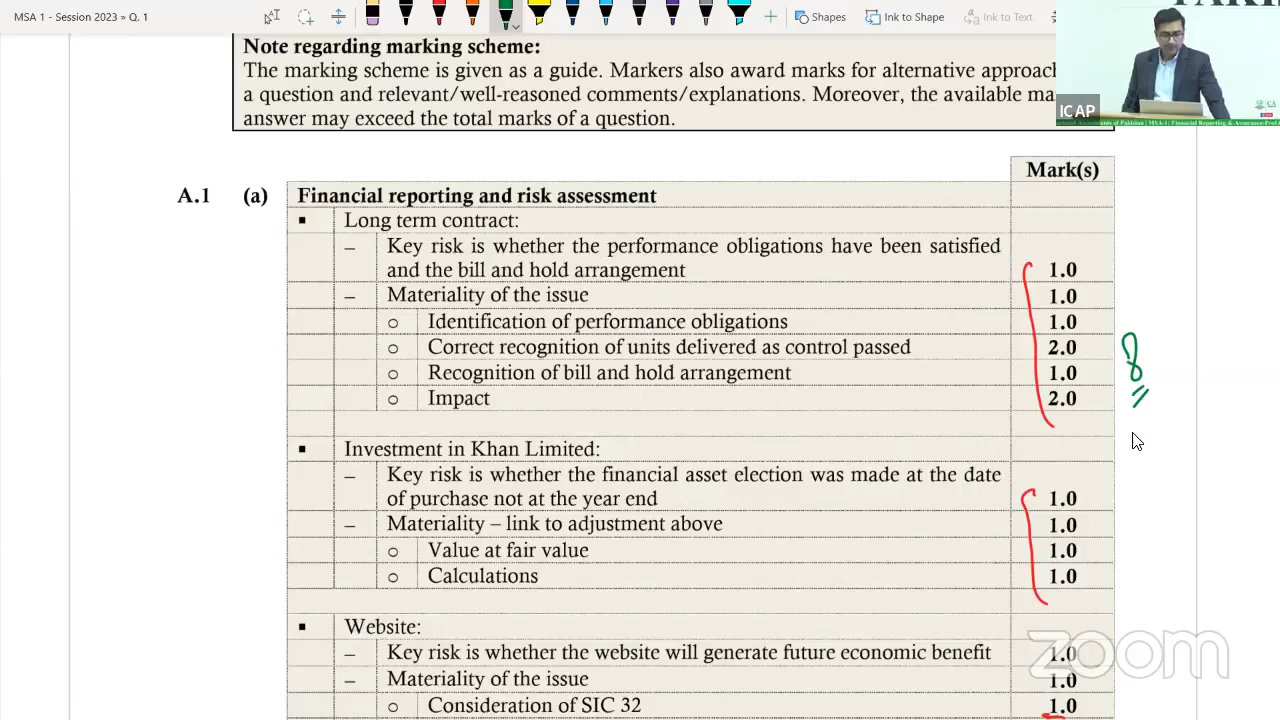 MSA 1 - Session 2023 » Q. 1
Shapes
Ink to Shape
Ink to Text
Note regarding marking scheme:
The marking scheme is given as a guide. Markers also award marks for alternative approac
a question and relevant/well-reasoned comments/explanations. Moreover, the available ma
answer may exceed the total marks of a question.
ICAP
Mark(s)
A.1 (a) Financial reporting and risk assessment
▪ Long term contract:
– Key risk is whether the performance obligations have been satisfied
and the bill and hold arrangement 1.0
– Materiality of the issue 1.0
o Identification of performance obligations 1.0
o Correct recognition of units delivered as control passed 2.0
o Recognition of bill and hold arrangement 1.0
o Impact 2.0
8
▪ Investment in Khan Limited:
– Key risk is whether the financial asset election was made at the date
of purchase not at the year end 1.0
– Materiality – link to adjustment above 1.0
o Value at fair value 1.0
o Calculations 1.0
▪ Website:
– Key risk is whether the website will generate future economic benefit 1.0
– Materiality of the issue 1.0
o Consideration of SIC 32 1.0
zoom